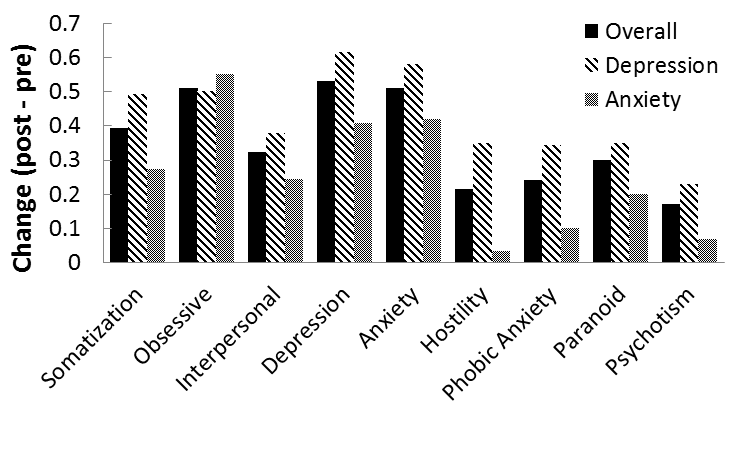 Change (post - pre)
0.7
0.6
0.5
0.4
0.3
0.2
0.1
0
Overall
Depression
Anxiety
Somatization
Obsessive
Interpersonal
Depression
Anxiety
Hostility
Phobic Anxiety
Paranoid
Psychotism